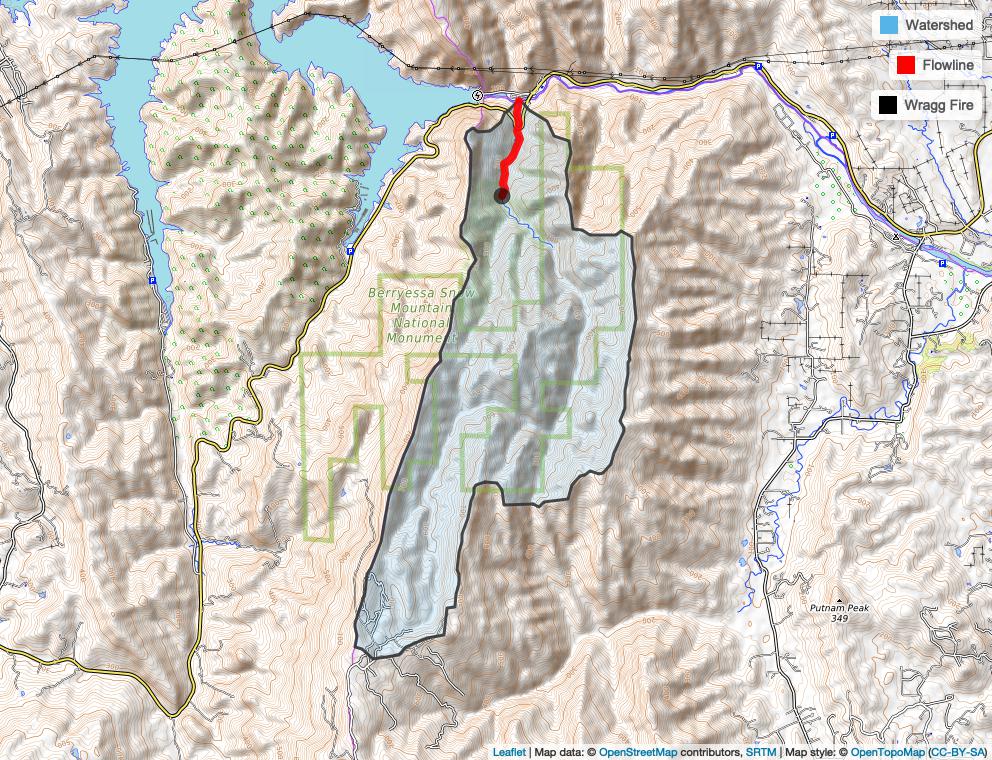 Watershed
Flowline
Wragg Fire
Berryessa Snow
Mountain
National
Monument
Putnam Peak
349
Leaflet | Map data: © OpenStreetMap contributors, SRTM | Map style: © OpenTopoMap (CC-BY-SA)